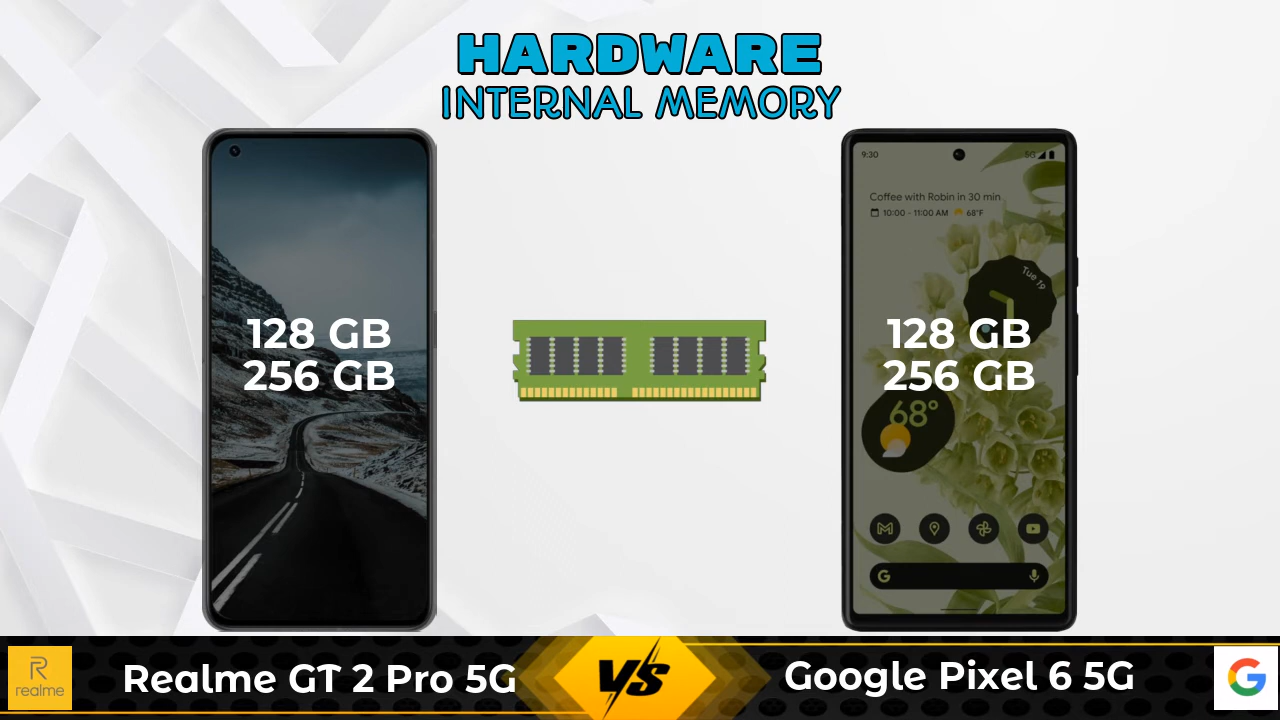 HARDWARE
INTERNAL MEMORY
128 GB
256 GB
9:30
5G
Coffee with Robin in 30 min
10:00 - 11:00 AM 68°F
Tue 19
128 GB
256 GB
68°
G
R
realme
Realme GT 2 Pro 5G
VS
Google Pixel 6 5G
G